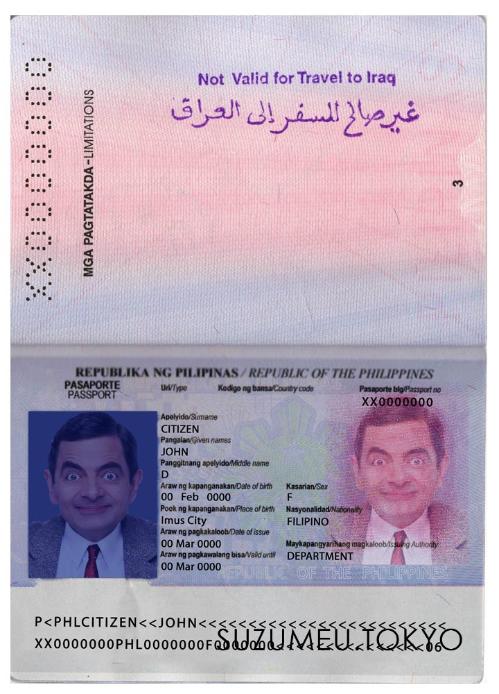 Not Valid for Travel to Iraq
غير صالح للسفر إلى العراق
XX0000000
MGA PAGTATAKDA-LIMITATIONS
3
REPUBLIKA NG PILIPINAS / REPUBLIC OF THE PHILIPPINES
PASAPORTE
PASSPORT
Uri/Type Kodigo ng bansa/Country code Pasaporte blg/Passport no
XX0000000
Apelyido/Surname
CITIZEN
Pangalan/Given names
JOHN
Panggitnang apelyido/Middle name
D
Araw ng kapanganakan/Date of birth Kasarian/Sex
00 Feb 0000 F
Pook ng kapanganakan/Place of birth Nasyonalidad/Nationality
Imus City FILIPINO
Araw ng pagkakaloob/Date of issue Maykapangyarihang magkaloob/Issuing Authority
00 Mar 0000 DEPARTMENT
Araw ng pagkawalang bisa/Valid until
00 Mar 0000
REPUBLIC OF THE PHILIPPINES
P<PHLCITIZEN<<JOHN<<<<<<<<<<<<<<<<<<<<<<<<<<
XX0000000PHL0000000F0000000<<<<<<<<<<<<<<<06
SUZUMEU.TOKYO